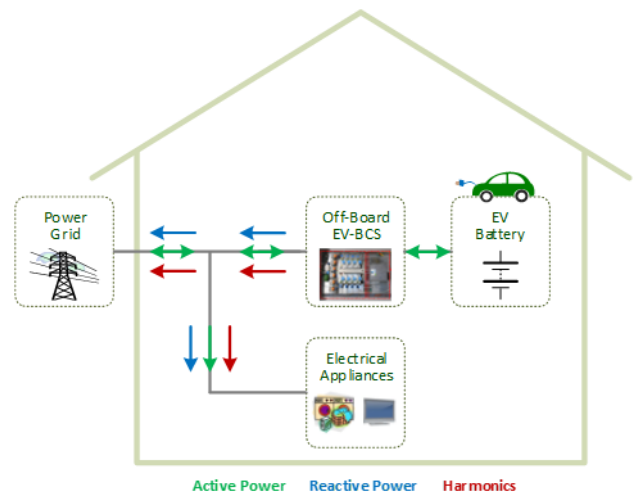 Power
Grid
Off-Board
EV-BCS
EV
Battery
Electrical
Appliances
Active Power Reactive Power Harmonics